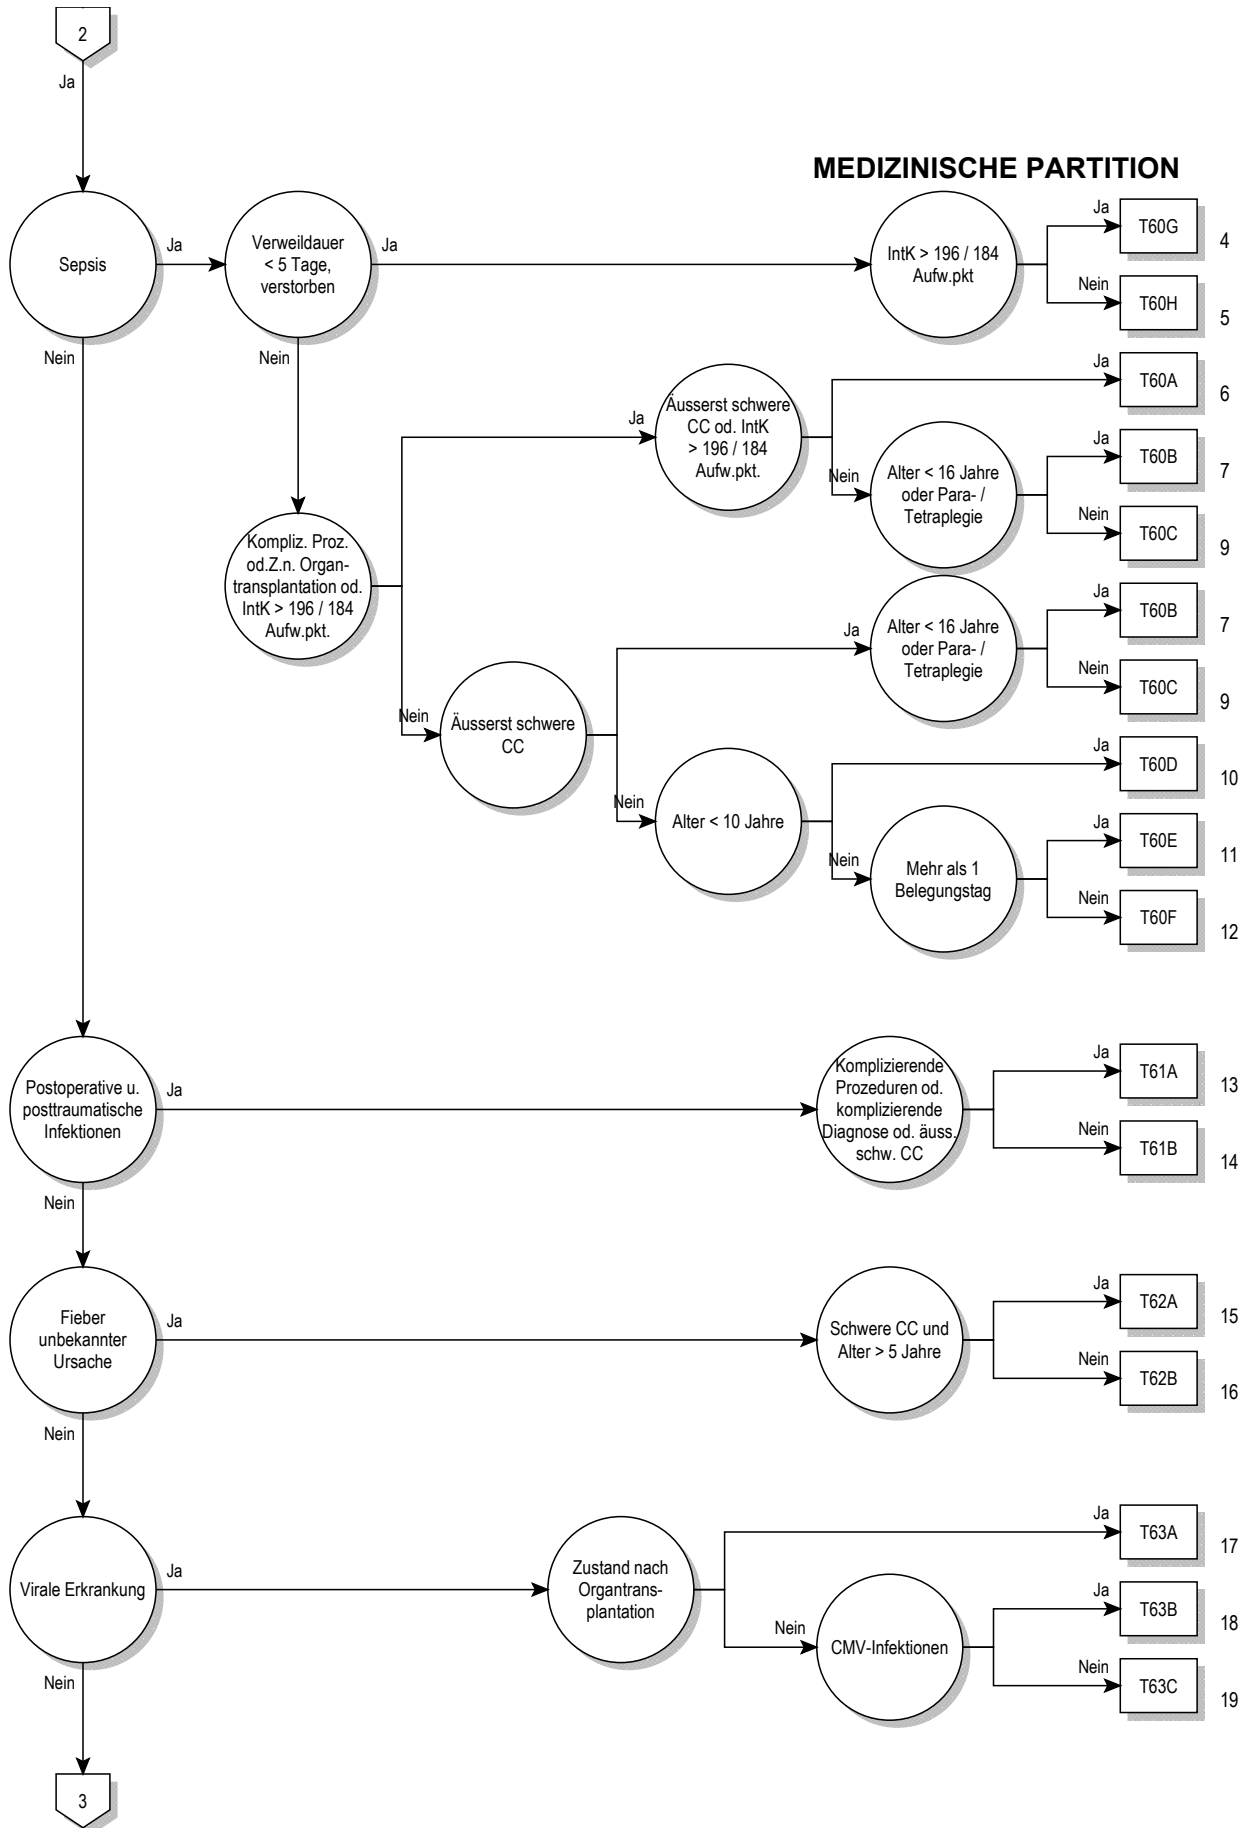 2
Ja
MEDIZINISCHE PARTITION
Sepsis
Ja
Verweildauer
< 5 Tage,
verstorben
Ja
IntK > 196 / 184
Aufw.pkt
Ja
T60G
4
Nein
T60H
5
Nein
Nein
Ja
Äusserst schwere
CC od. IntK
> 196 / 184
Aufw.pkt.
Ja
T60A
6
Nein
Alter < 16 Jahre
oder Para- /
Tetraplegie
Ja
T60B
7
Nein
T60C
9
Kompliz. Proz.
od.Z.n. Organ-
transplantation od.
IntK > 196 / 184
Aufw.pkt.
Nein
Äusserst schwere
CC
Ja
Alter < 16 Jahre
oder Para- /
Tetraplegie
Ja
T60B
7
Nein
T60C
9
Nein
Alter < 10 Jahre
Ja
T60D
10
Nein
Mehr als 1
Belegungstag
Ja
T60E
11
Nein
T60F
12
Postoperative u.
posttraumatische
Infektionen
Ja
Komplizierende
Prozeduren od.
komplizierende
Diagnose od. äuss.
schw. CC
Ja
T61A
13
Nein
T61B
14
Nein
Fieber
unbekannter
Ursache
Ja
Schwere CC und
Alter > 5 Jahre
Ja
T62A
15
Nein
T62B
16
Nein
Virale Erkrankung
Ja
Zustand nach
Organtrans-
plantation
Ja
T63A
17
Nein
CMV-Infektionen
Ja
T63B
18
Nein
T63C
19
Nein
3